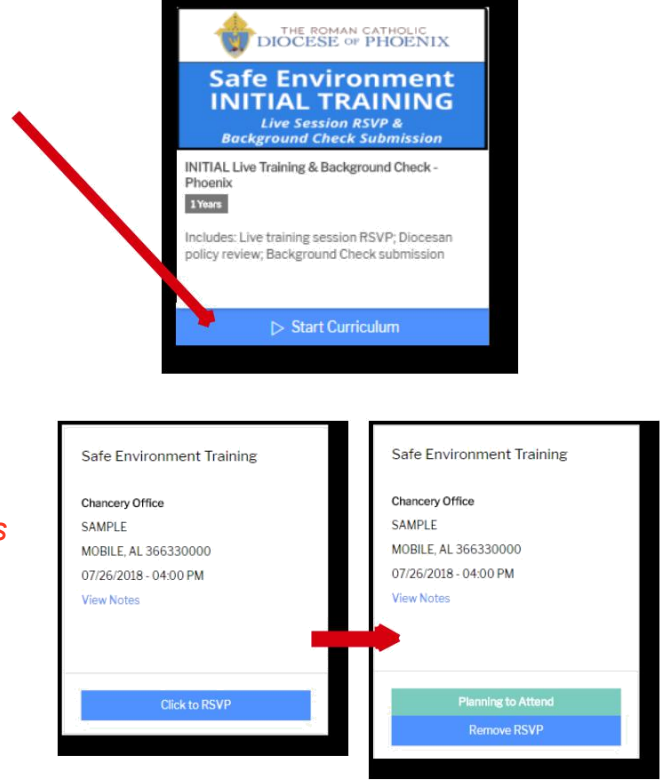 THE ROMAN CATHOLIC
DIOCESE OF PHOENIX
Safe Environment
INITIAL TRAINING
Live Session RSVP &
Background Check Submission
INITIAL Live Training & Background Check -
Phoenix
1 Years
Includes: Live training session RSVP; Diocesan
policy review; Background Check submission
Start Curriculum
s
Safe Environment Training
Chancery Office
SAMPLE
MOBILE, AL 366330000
07/26/2018 - 04:00 PM
View Notes
Click to RSVP
Safe Environment Training
Chancery Office
SAMPLE
MOBILE, AL 366330000
07/26/2018 - 04:00 PM
View Notes
Planning to Attend
Remove RSVP